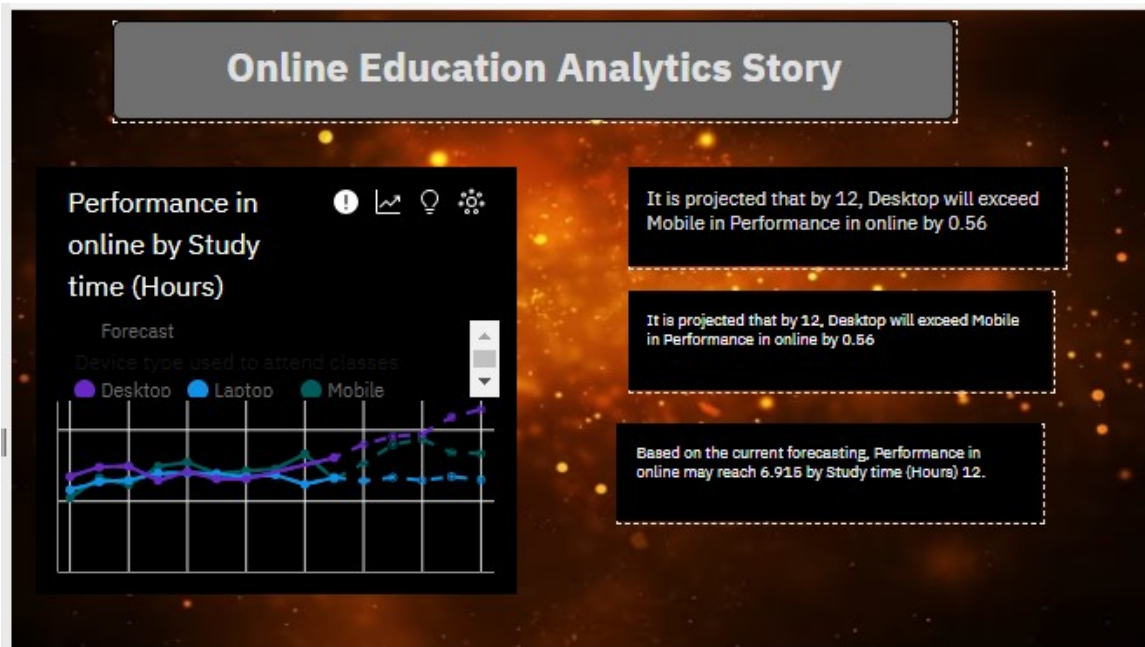 Online Education Analytics Story
Performance in
online by Study
time (Hours)
Forecast
Device type used to attend classes
Desktop Laptop Mobile
It is projected that by 12, Desktop will exceed
Mobile in Performance in online by 0.56
It is projected that by 12, Desktop will exceed Mobile
in Performance in online by 0.56
Based on the current forecasting, Performance in
online may reach 6.915 by Study time (Hours) 12.